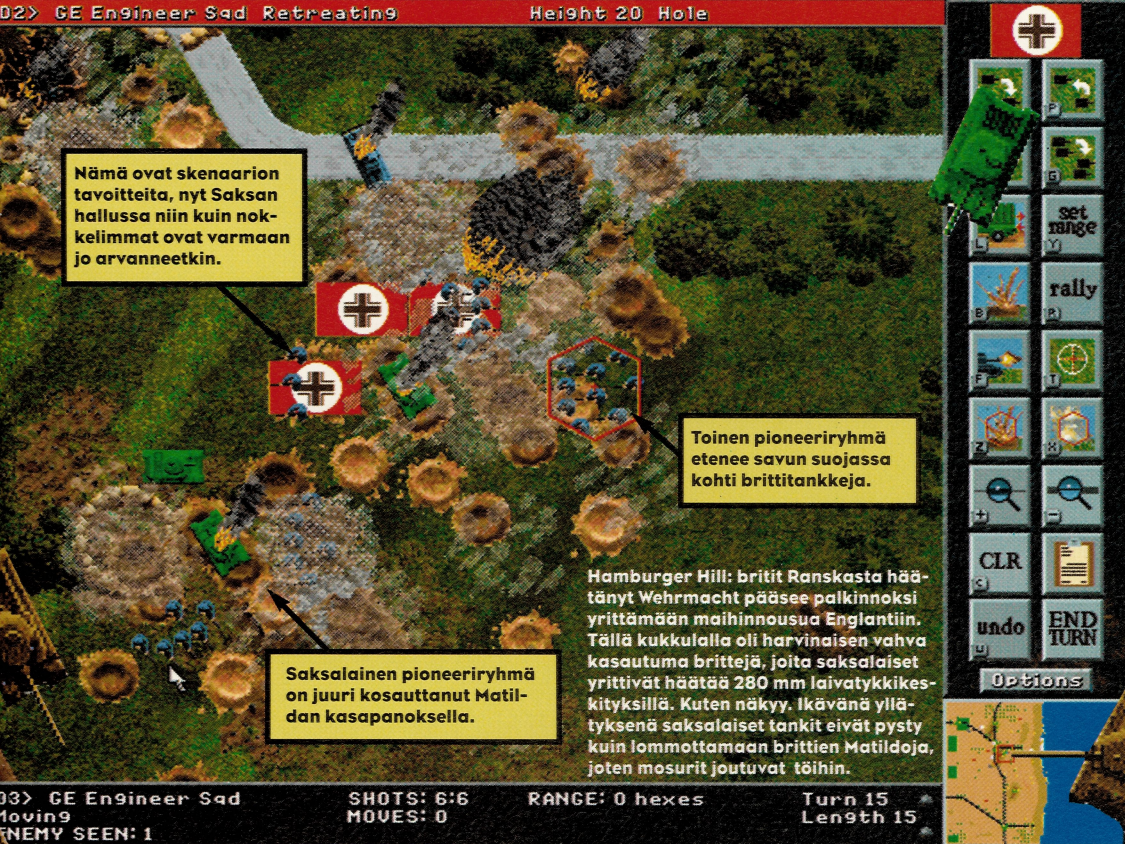 02> GE Engineer Sqd Retreating
Height 20 Hole
Nämä ovat skenaarion
tavoitteita, nyt Saksan
hallussa niin kuin nok-
kelimmat ovat varmaan
jo arvanneetkin.
Toinen pioneeriryhmä
etenee savun suojassa
kohti brittitankkeja.
Saksalainen pioneeriryhmä
on juuri kosauttanut Matil-
dan kasapanoksella.
Hamburger Hill: britit Ranskasta hää-
tänyt Wehrmacht pääsee palkinnoksi
yrittämään maihinnousua Englantiin.
Tällä kukkulalla oli harvinaisen vahva
kasautuma brittejä, joita saksalaiset
yrittivät häätää 280 mm laivatykkikes-
kityksillä. Kuten näkyy. Ikävänä yllä-
tyksenä saksalaiset tankit eivät pysty
kuin lommottamaan brittien Matildoja,
joten mosurit joutuvat töihin.
P
G
L
set
range
Y
B
rally
R
F
T
Z
X
+
−
CLR
C
undo
U
END
TURN
Options
03> GE Engineer Sqd
Moving
ENEMY SEEN: 1
SHOTS: 6:6
MOVES: 0
RANGE: 0 hexes
Turn 15
Length 15